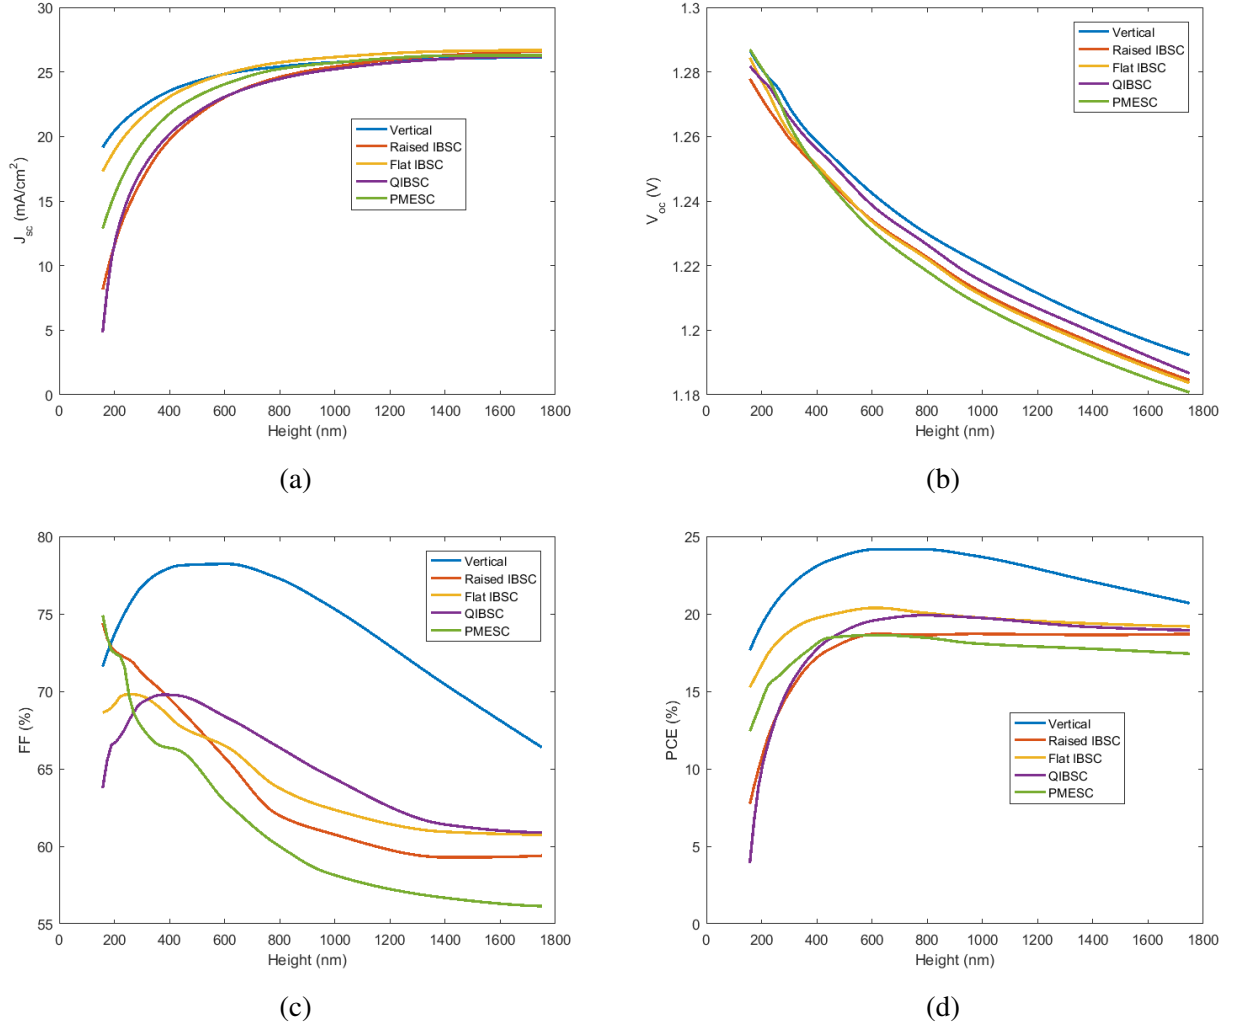 30
25
20
15
10
5
0
J_sc (mA/cm²)
0 200 400 600 800 1000 1200 1400 1600 1800
Height (nm)
Vertical
Raised IBSC
Flat IBSC
QIBSC
PMESC
(a)
1.3
1.28
1.26
1.24
1.22
1.2
1.18
V_oc (V)
0 200 400 600 800 1000 1200 1400 1600 1800
Height (nm)
Vertical
Raised IBSC
Flat IBSC
QIBSC
PMESC
(b)
80
75
70
65
60
55
FF (%)
0 200 400 600 800 1000 1200 1400 1600 1800
Height (nm)
Vertical
Raised IBSC
Flat IBSC
QIBSC
PMESC
(c)
25
20
15
10
5
0
PCE (%)
0 200 400 600 800 1000 1200 1400 1600 1800
Height (nm)
Vertical
Raised IBSC
Flat IBSC
QIBSC
PMESC
(d)